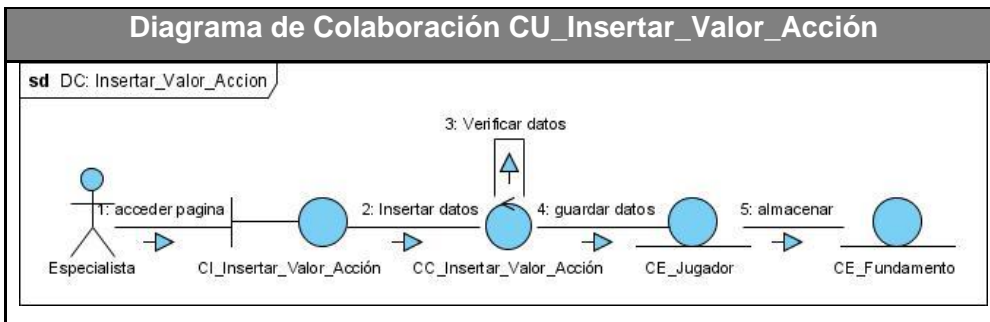 Diagrama de Colaboración CU_Insertar_Valor_Acción
sd DC: Insertar_Valor_Accion
3: Verificar datos
1: acceder pagina
2: Insertar datos
4: guardar datos
5: almacenar
Especialista
CI_Insertar_Valor_Acción
CC_Insertar_Valor_Acción
CE_Jugador
CE_Fundamento